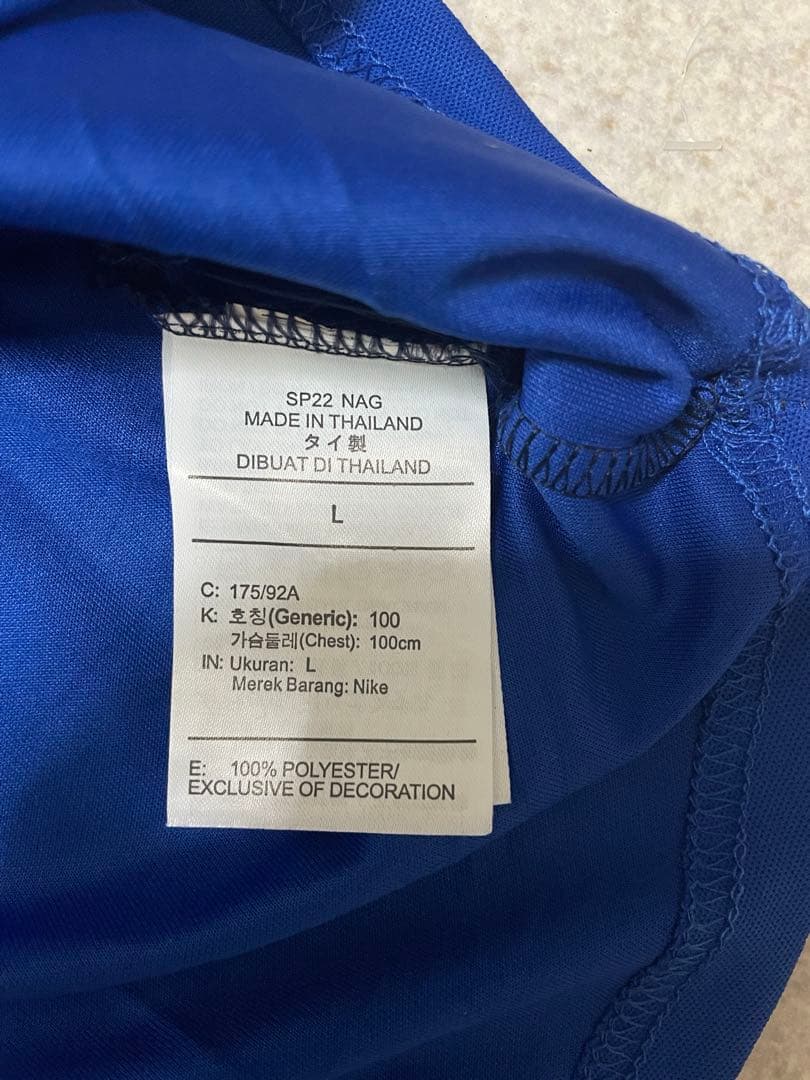 SP22 NAG
MADE IN THAILAND
タイ製
DIBUAT DI THAILAND
L
C: 175/92A
K: 호칭(Generic): 100
가슴둘레(Chest): 100cm
IN: Ukuran: L
Merek Barang: Nike
E: 100% POLYESTER/
EXCLUSIVE OF DECORATION